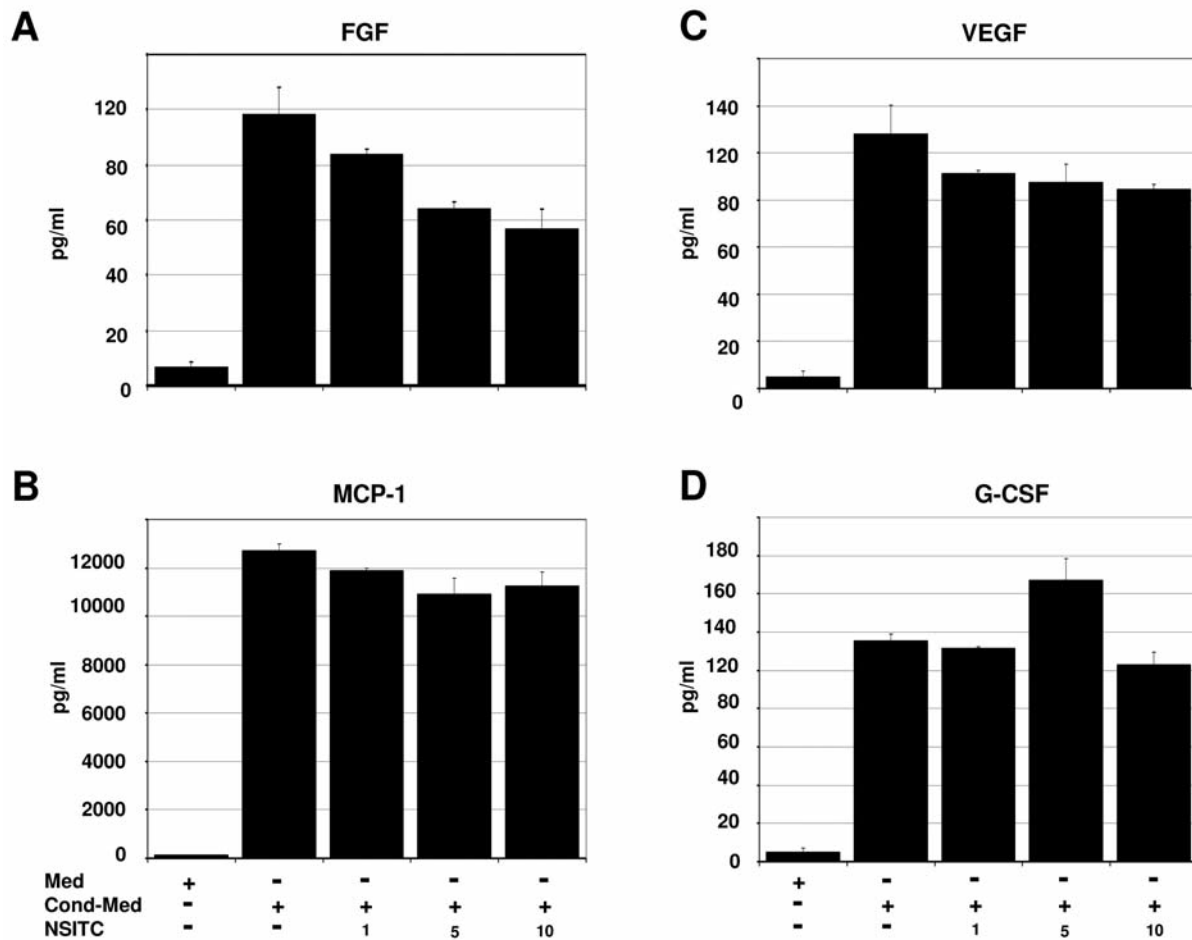 A
FGF
120
80
60
40
20
0
pg/ml
C
VEGF
140
120
80
60
40
20
0
pg/ml
B
MCP-1
12000
10000
8000
6000
4000
2000
0
pg/ml
D
G-CSF
180
160
140
120
80
60
40
20
0
pg/ml
Med + - - - -
Cond-Med - + + + +
NSITC - - 1 5 10
+ - - - -
- + + + +
- - 1 5 10